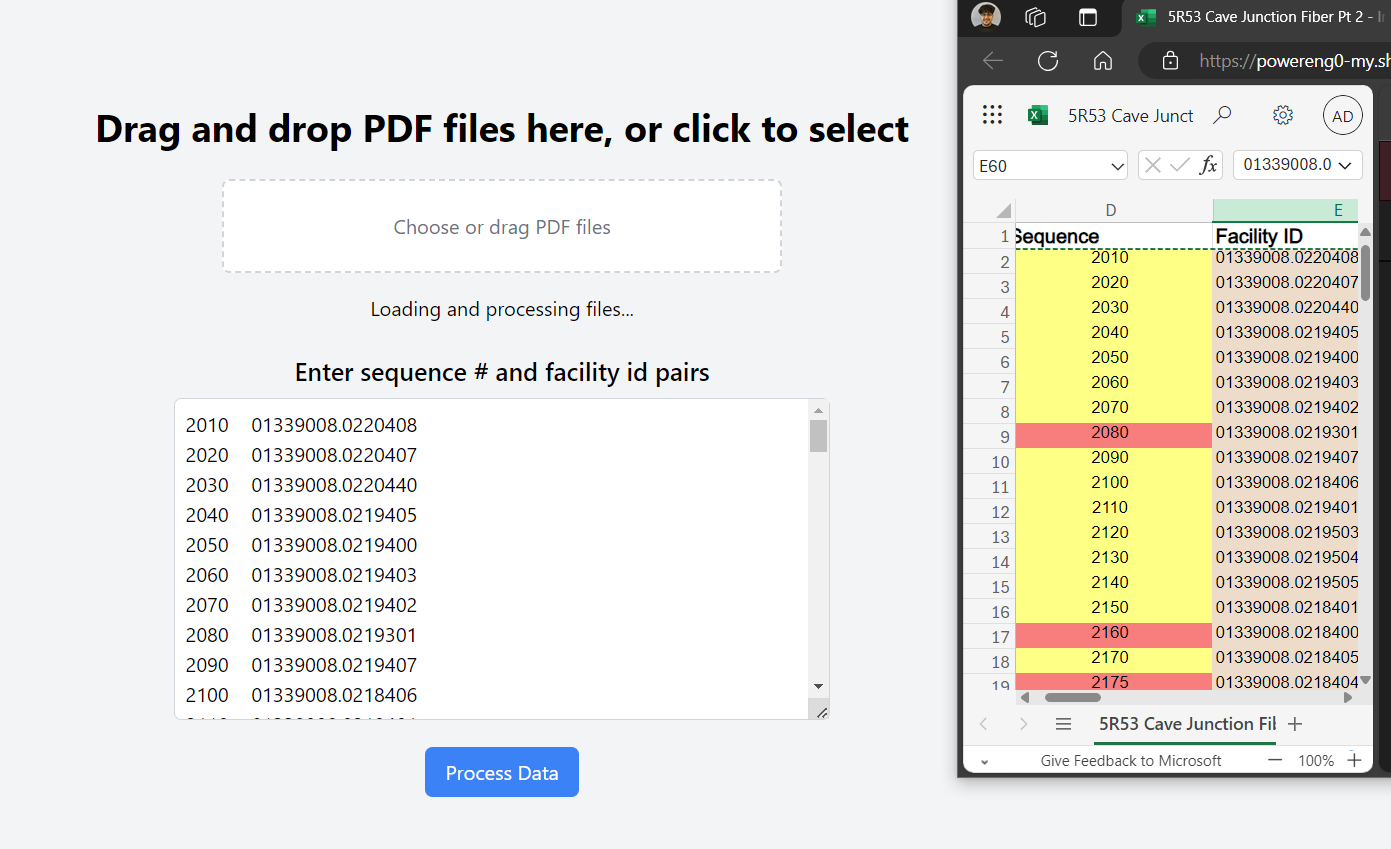 Drag and drop PDF files here, or click to select
Choose or drag PDF files
Loading and processing files...
Enter sequence # and facility id pairs
2010 01339008.0220408
2020 01339008.0220407
2030 01339008.0220440
2040 01339008.0219405
2050 01339008.0219400
2060 01339008.0219403
2070 01339008.0219402
2080 01339008.0219301
2090 01339008.0219407
2100 01339008.0218406
Process Data
5R53 Cave Junction Fiber Pt 2 -
https://powereng0-my.sh
5R53 Cave Junct
AD
E60
fx
01339008.0
D E
1 Sequence Facility ID
2 2010 01339008.0220408
3 2020 01339008.0220407
4 2030 01339008.0220440
5 2040 01339008.0219405
6 2050 01339008.0219400
7 2060 01339008.0219403
8 2070 01339008.0219402
9 2080 01339008.0219301
10 2090 01339008.0219407
11 2100 01339008.0218406
12 2110 01339008.0219401
13 2120 01339008.0219503
14 2130 01339008.0219504
15 2140 01339008.0219505
16 2150 01339008.0218401
17 2160 01339008.0218400
18 2170 01339008.0218405
19 2175 01339008.0218404
5R53 Cave Junction Fib
Give Feedback to Microsoft
100%